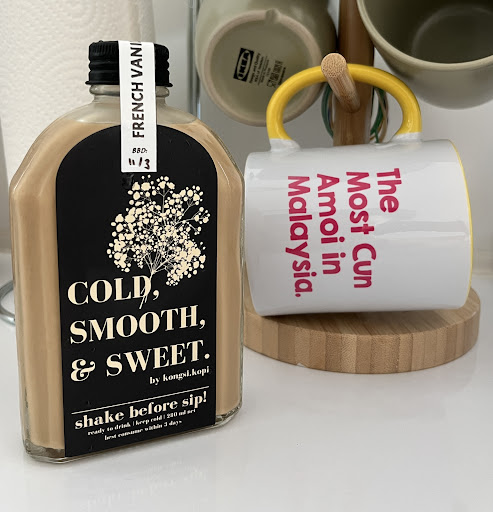 FRENCH VANI
BBD:
11/3
COLD,
SMOOTH,
& SWEET.
by kongsi.kopi
shake before sip!
ready to drink | keep cold | 280 ml net
best consume within 3 days
The
Most Cun
Amoi in
Malaysia.
IKEA